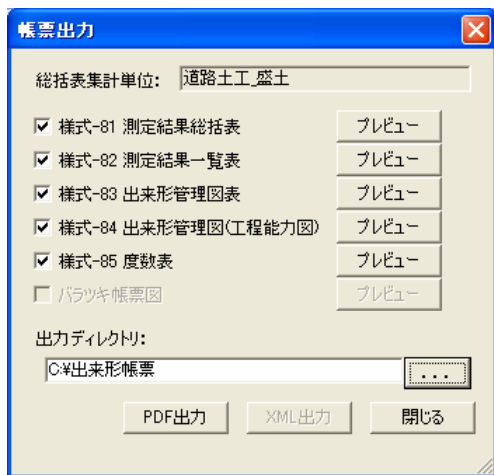 帳票出力
総括表集計単位: 道路土工_盛土
様式-81 測定結果総括表 プレビュー
様式-82 測定結果一覧表 プレビュー
様式-83 出来形管理図表 プレビュー
様式-84 出来形管理図(工程能力図) プレビュー
様式-85 度数表 プレビュー
バラツキ帳票図 プレビュー
出力ディレクトリ:
C:¥出来形帳票 ...
PDF出力 XML出力 閉じる